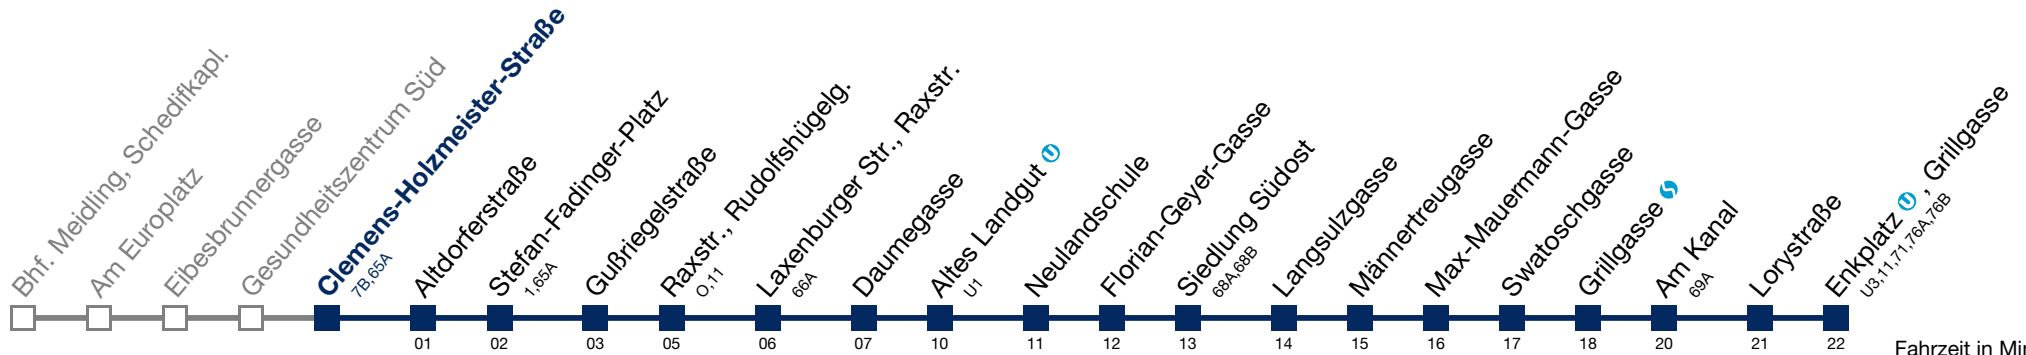 Bhf. Meidling, Schedifkapl.
Am Europlatz
Eibesbrunnergasse
Gesundheitszentrum Süd
Clemens-Holzmeister-Straße
7B,65A
Altdorferstraße
01
Stefan-Fadinger-Platz
1,65A
02
Gußriegelstraße
03
Raxstr., Rudolfshügelg.
O,11
05
Laxenburger Str., Raxstr.
66A
06
Daumegasse
07
Altes Landgut U
U1
10
Neulandschule
11
Florian-Geyer-Gasse
12
Siedlung Südost
68A,68B
13
Langsulzgasse
14
Männertreugasse
15
Max-Mauermann-Gasse
16
Swatoschgasse
17
Grillgasse S
18
Am Kanal
69A
20
Lorystraße
21
Enkplatz U , Grillgasse
U3,11,71,76A,76B
22
Fahrzeit in Min